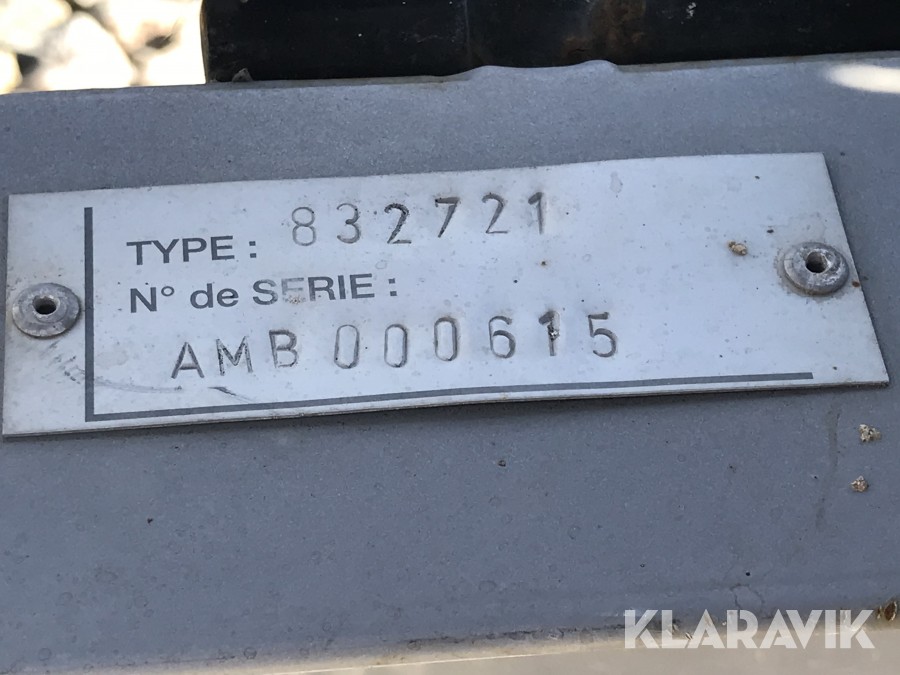 TYPE : 832721
N° de SERIE :
AMB 000615
KLARAVIK